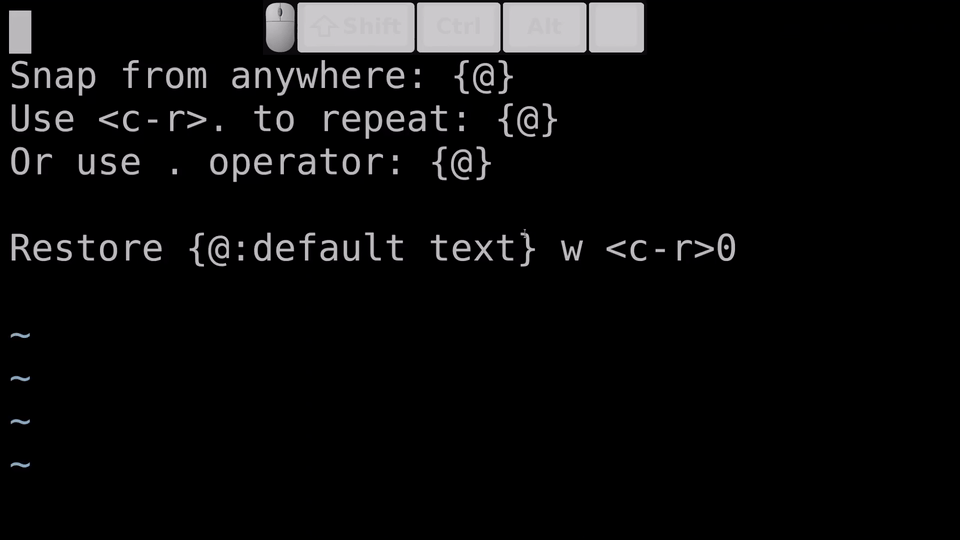 Shift Ctrl Alt
Snap from anywhere: {@}
Use <c-r>. to repeat: {@}
Or use . operator: {@}
Restore {@:default text} w <c-r>0
~
~
~
~